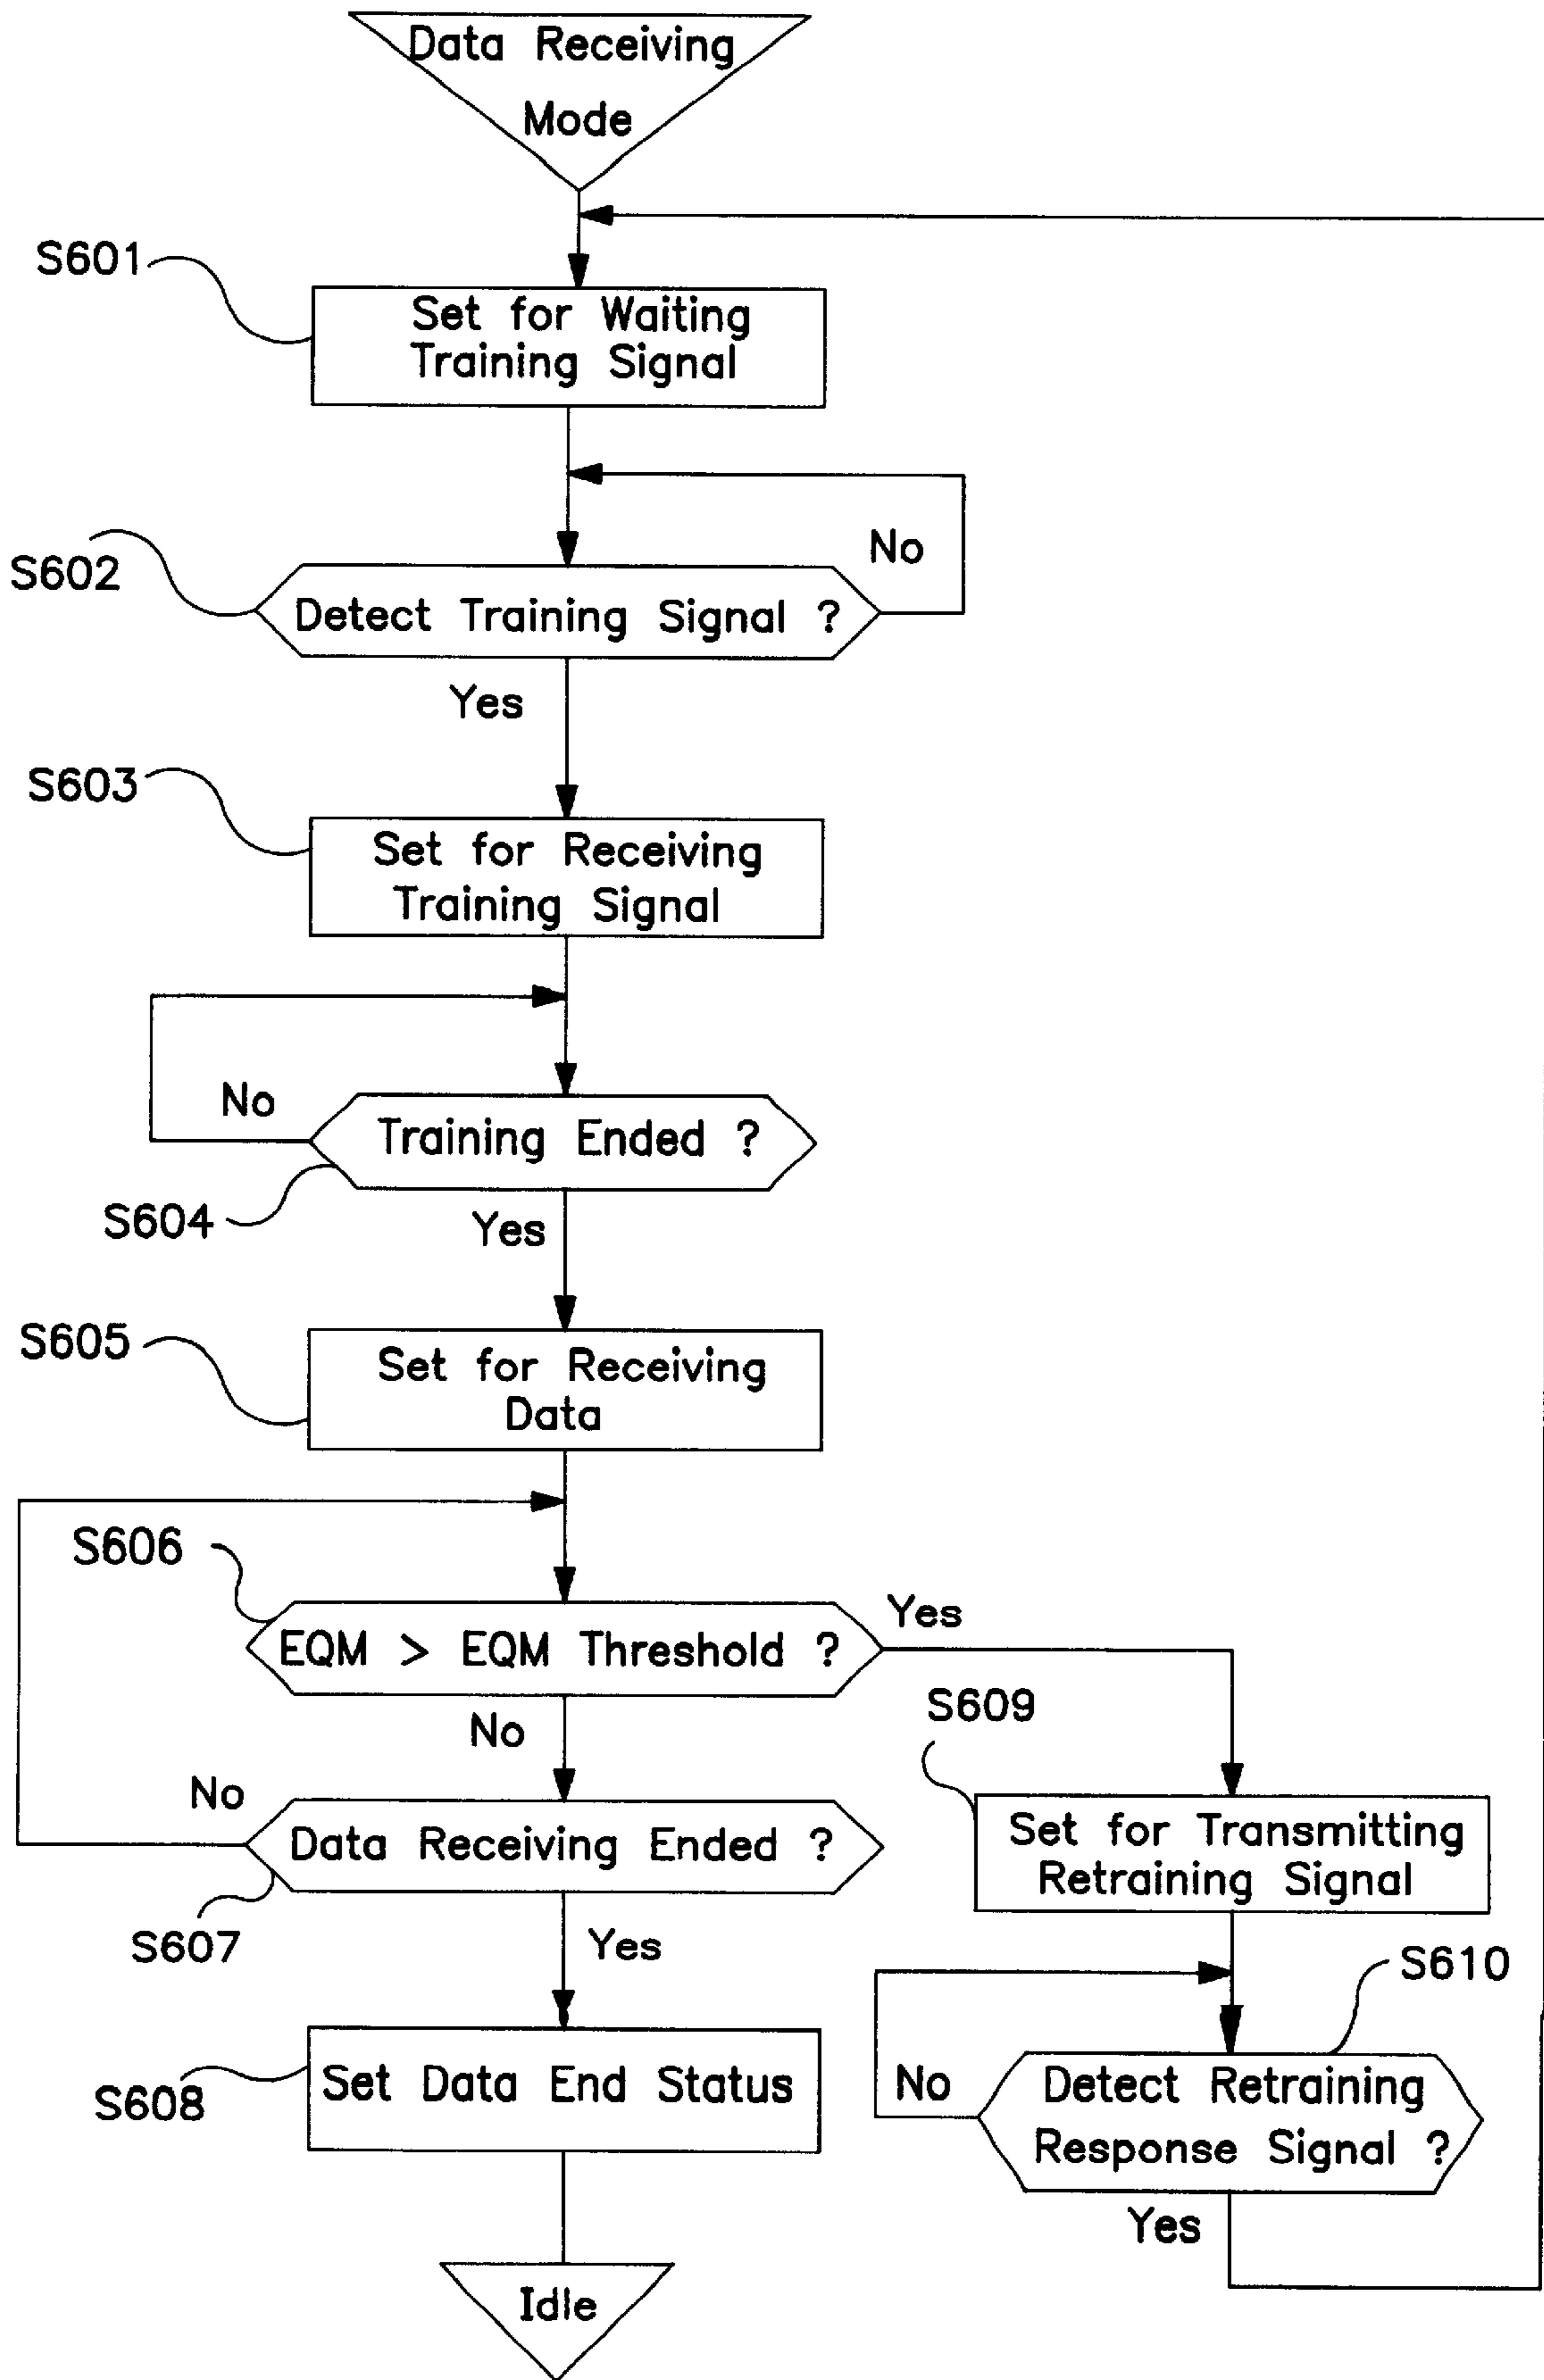 Data Receiving
Mode
S601
Set for Waiting
Training Signal
No
S602
Detect Training Signal ?
Yes
S603
Set for Receiving
Training Signal
No
Training Ended ?
S604
Yes
S605
Set for Receiving
Data
S606
Yes
EQM > EQM Threshold ?
S609
No
No
Set for Transmitting
Retraining Signal
Data Receiving Ended ?
S607
Yes
S610
Set Data End Status
S608
No
Detect Retraining
Response Signal ?
Yes
Idle